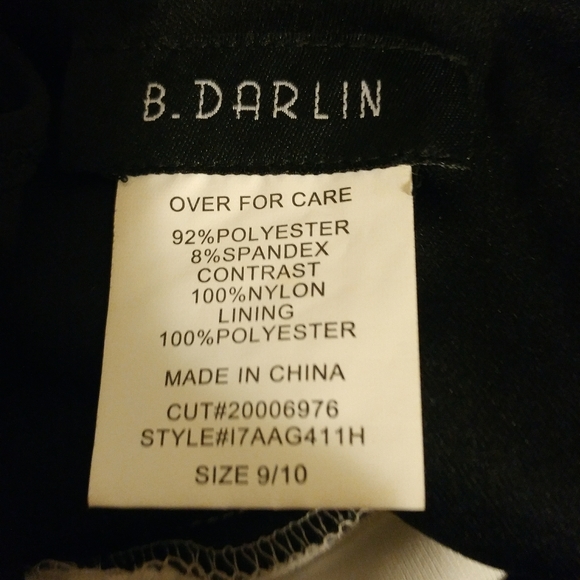 B.DARLIN
OVER FOR CARE
92%POLYESTER
8%SPANDEX
CONTRAST
100%NYLON
LINING
100%POLYESTER
MADE IN CHINA
CUT#20006976
STYLE#I7AAG411H
SIZE 9/10